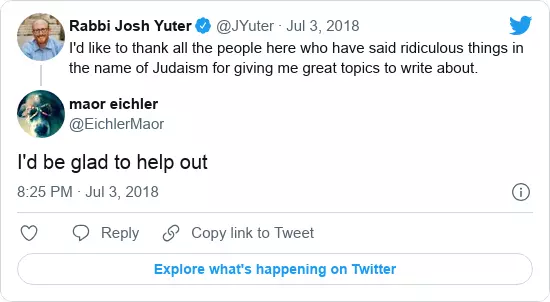 Rabbi Josh Yuter @JYuter · Jul 3, 2018
I'd like to thank all the people here who have said ridiculous things in
the name of Judaism for giving me great topics to write about.
maor eichler
@EichlerMaor
I'd be glad to help out
8:25 PM · Jul 3, 2018
Reply Copy link to Tweet
Explore what's happening on Twitter